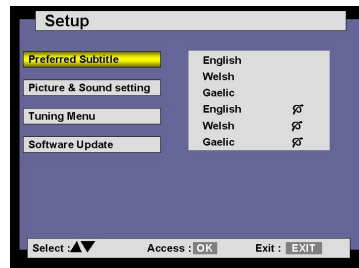 Setup
Preferred Subtitle
Picture & Sound setting
Tuning Menu
Software Update
English
Welsh
Gaelic
English
Welsh
Gaelic
Select : Access : OK Exit : EXIT